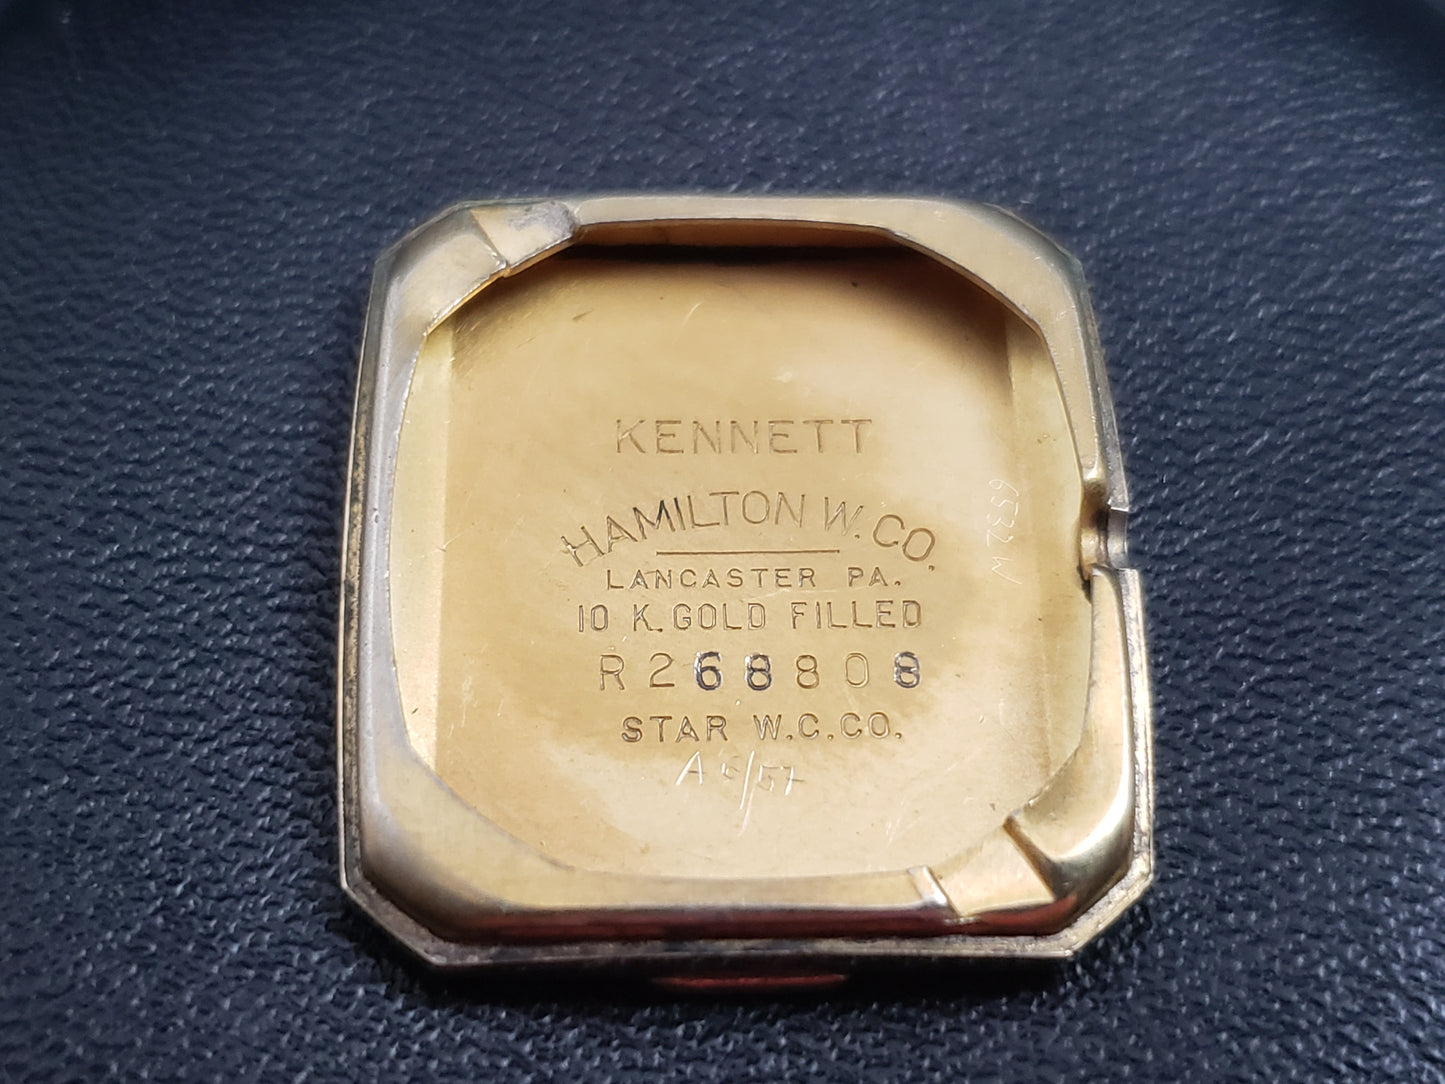 KENNETT
HAMILTON W. CO.
LANCASTER PA.
10 K. GOLD FILLED
R268808
STAR W.C.CO.